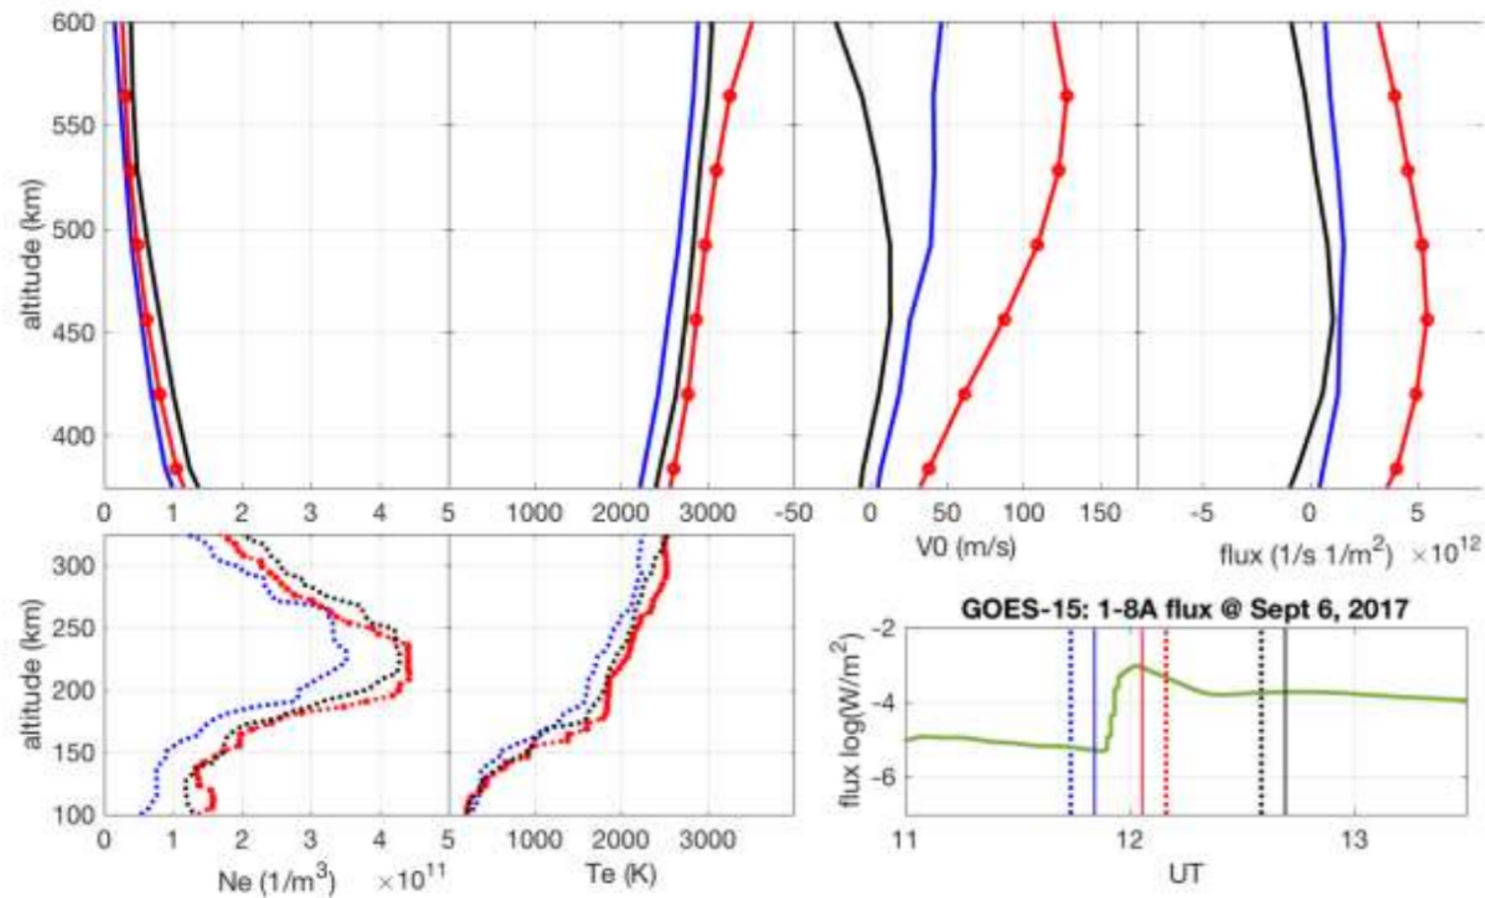 600
550
500
450
400
altitude (km)
0 1 2 3 4 5 1000 2000 3000 -50 0 50 100 150 -5 0 5
V0 (m/s)
flux (1/s 1/m²) ×10¹²
300
250
200
150
100
altitude (km)
0 1 2 3 4 5 1000 2000 3000
Ne (1/m³) ×10¹¹
Te (K)
GOES-15: 1-8A flux @ Sept 6, 2017
-2
-4
-6
flux log(W/m²)
11 12 13
UT